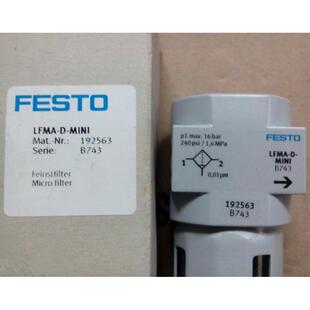 FESTO
LFMA-D-MINI
Mat.-Nr.: 192563
Serie: B743
Feinstfilter
Micro filter
p1 max. 16 bar
240 psi / 1,6 MPa
1 2
0,01µm
FESTO
LFMA-D-
MINI
B743
192563
B743